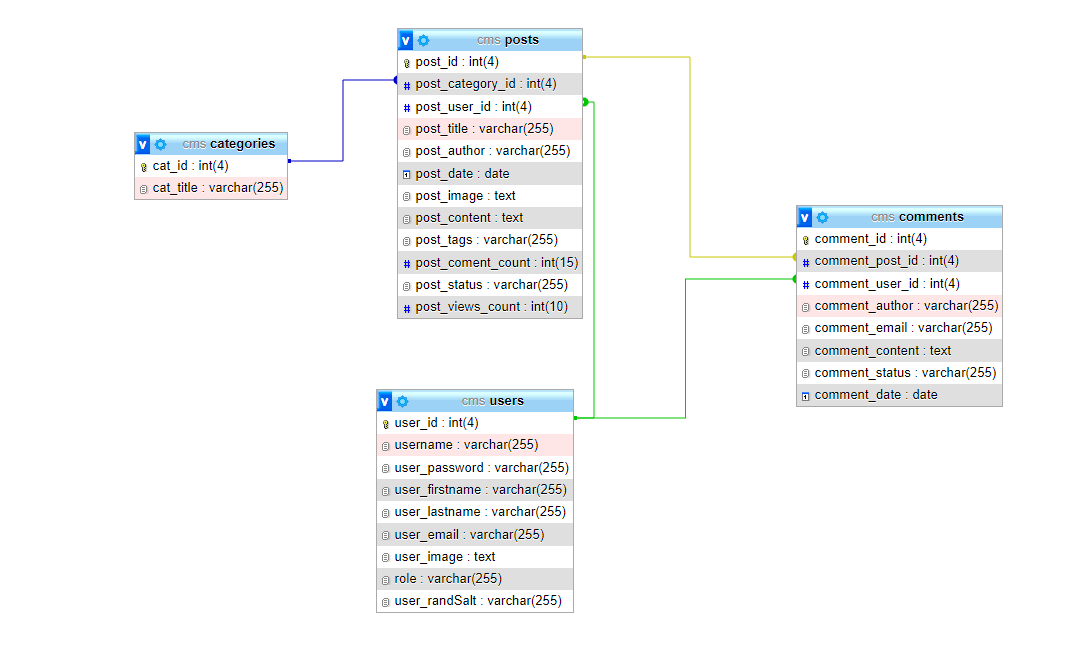 v cms posts
post_id : int(4)
post_category_id : int(4)
post_user_id : int(4)
post_title : varchar(255)
post_author : varchar(255)
post_date : date
post_image : text
post_content : text
post_tags : varchar(255)
post_coment_count : int(15)
post_status : varchar(255)
post_views_count : int(10)
v cms categories
cat_id : int(4)
cat_title : varchar(255)
v cms comments
comment_id : int(4)
comment_post_id : int(4)
comment_user_id : int(4)
comment_author : varchar(255)
comment_email : varchar(255)
comment_content : text
comment_status : varchar(255)
comment_date : date
v cms users
user_id : int(4)
username : varchar(255)
user_password : varchar(255)
user_firstname : varchar(255)
user_lastname : varchar(255)
user_email : varchar(255)
user_image : text
role : varchar(255)
user_randSalt : varchar(255)